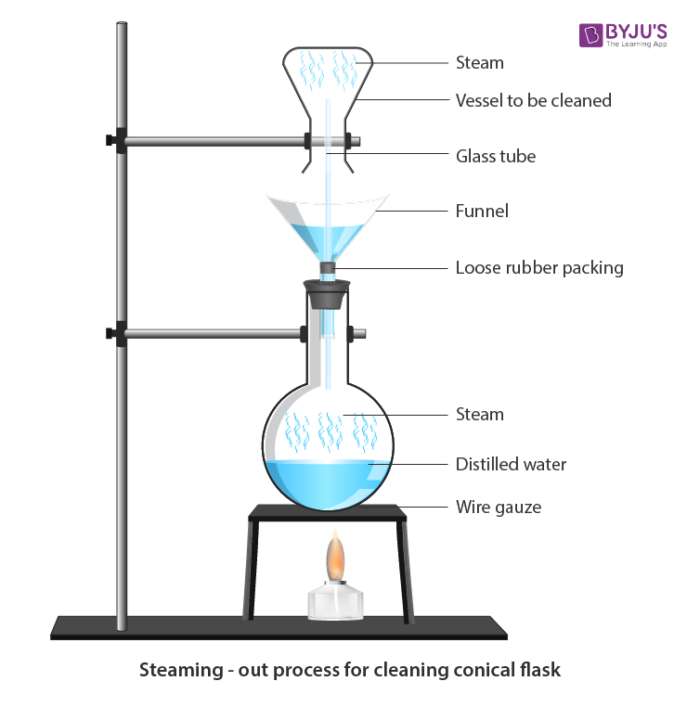 BYJU'S
The Learning App
Steam
Vessel to be cleaned
Glass tube
Funnel
Loose rubber packing
Steam
Distilled water
Wire gauze
Steaming - out process for cleaning conical flask